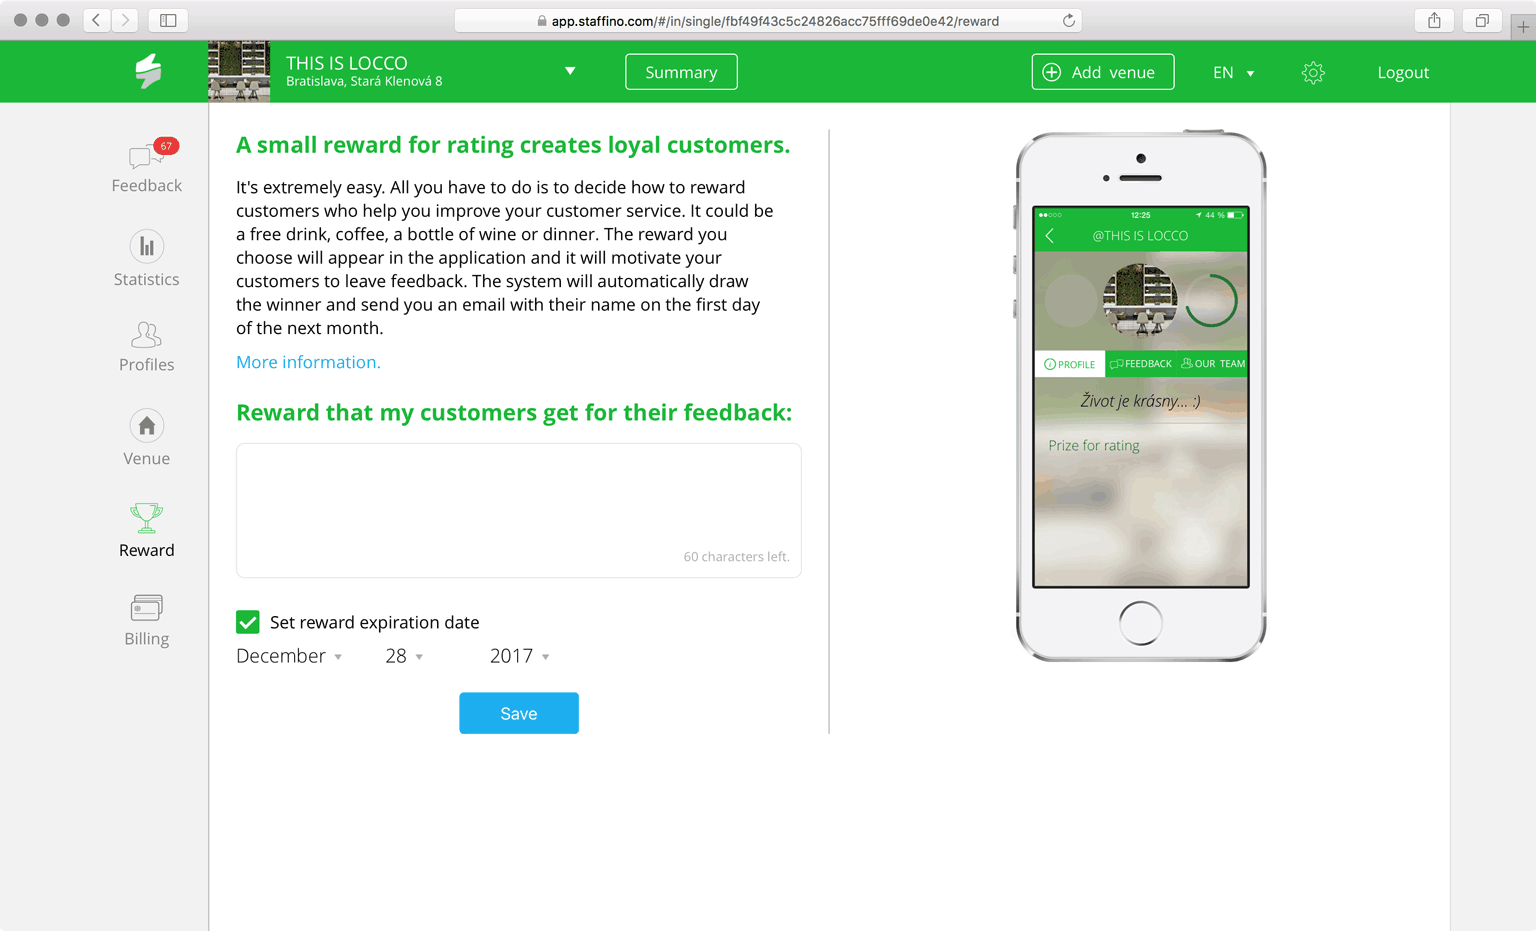 app.staffino.com/#/in/single/fbf49f43c5c24826acc75fff69de0e42/reward
THIS IS LOCCO
Bratislava, Stará Klenová 8
Summary
Add venue
EN
Logout
67
Feedback
Statistics
Profiles
Venue
Reward
Billing
A small reward for rating creates loyal customers.
It's extremely easy. All you have to do is to decide how to reward
customers who help you improve your customer service. It could be
a free drink, coffee, a bottle of wine or dinner. The reward you
choose will appear in the application and it will motivate your
customers to leave feedback. The system will automatically draw
the winner and send you an email with their name on the first day
of the next month.
More information.
Reward that my customers get for their feedback:
60 characters left.
Set reward expiration date
December 28 2017
Save
12:25 44 %
@THIS IS LOCCO
PROFILE FEEDBACK OUR TEAM
Život je krásny... :)
Prize for rating